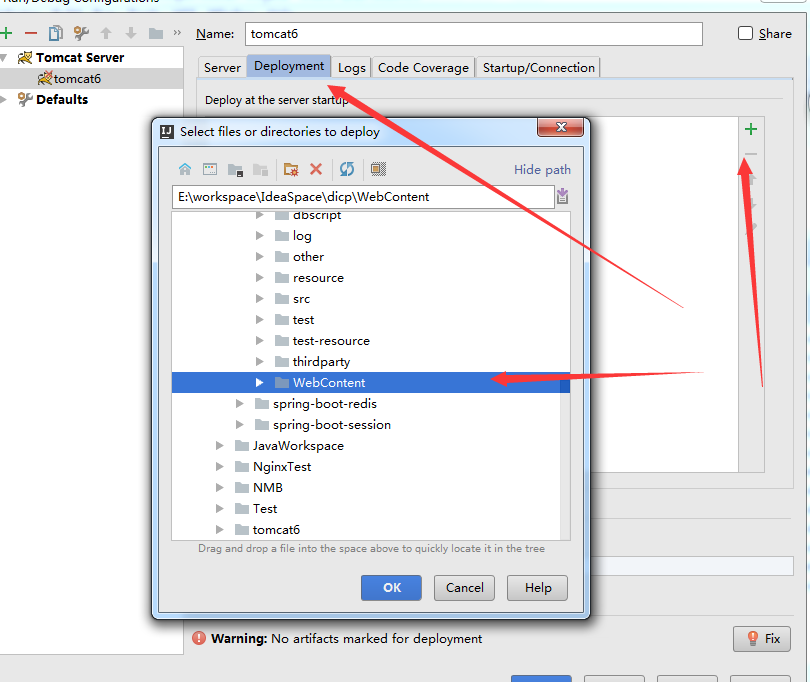 Run/Debug Configurations
Name: tomcat6
Share
Tomcat Server
tomcat6
Defaults
Server Deployment Logs Code Coverage Startup/Connection
Deploy at the server startup
Select files or directories to deploy
Hide path
E:\workspace\IdeaSpace\dicp\WebContent
dbscript
log
other
resource
src
test
test-resource
thirdparty
WebContent
spring-boot-redis
spring-boot-session
JavaWorkspace
NginxTest
NMB
Test
tomcat6
Drag and drop a file into the space above to quickly locate it in the tree
OK Cancel Help
Warning: No artifacts marked for deployment
Fix